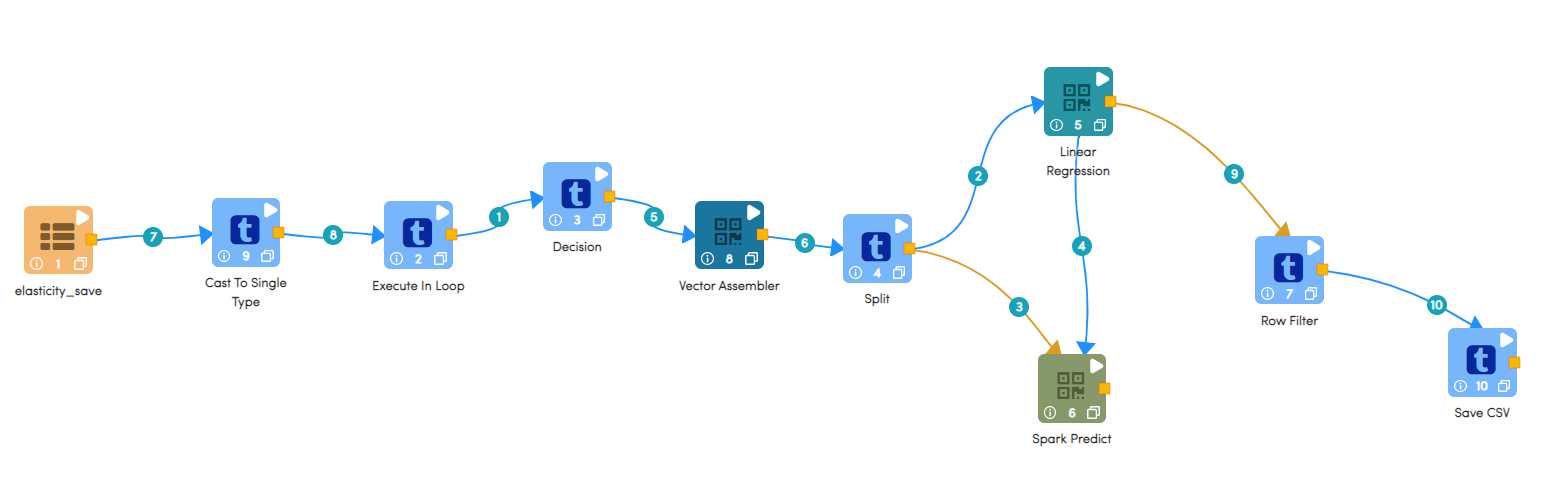 5
Linear
Regression
2
9
t
3
Decision
t
9
Cast To Single
Type
t
2
Execute In Loop
1
5
8
Vector Assembler
1
elasticity_save
7
8
6
t
4
Split
4
3
t
7
Row Filter
10
6
Spark Predict
t
10
Save CSV